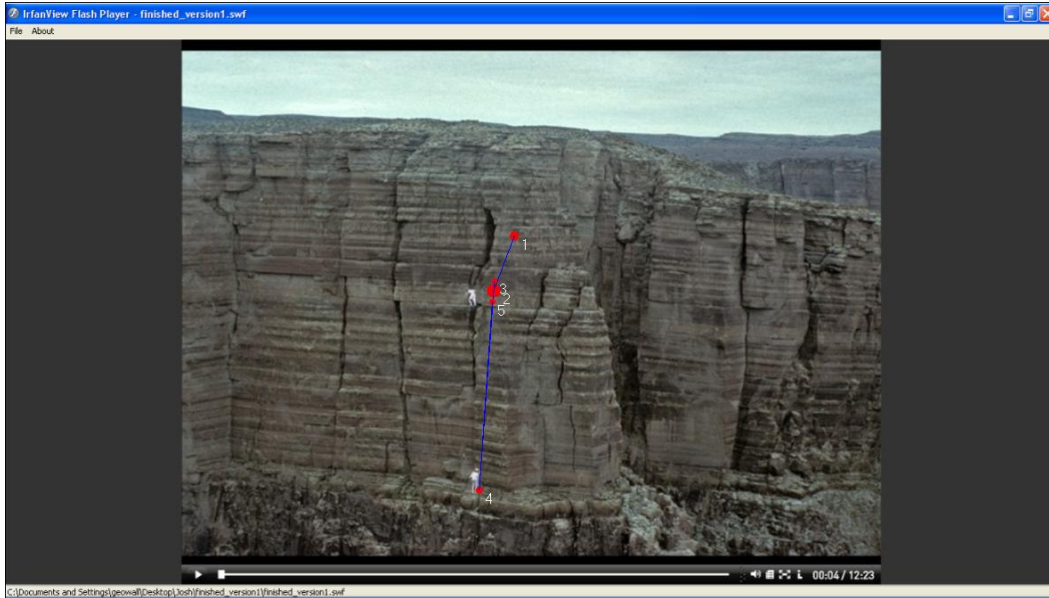 IrfanView Flash Player - finished_version1.swf
File About
1
3
2
5
4
00:04 / 12:23
C:\Documents and Settings\geowall\Desktop\Josh\finished_version1\finished_version1.swf